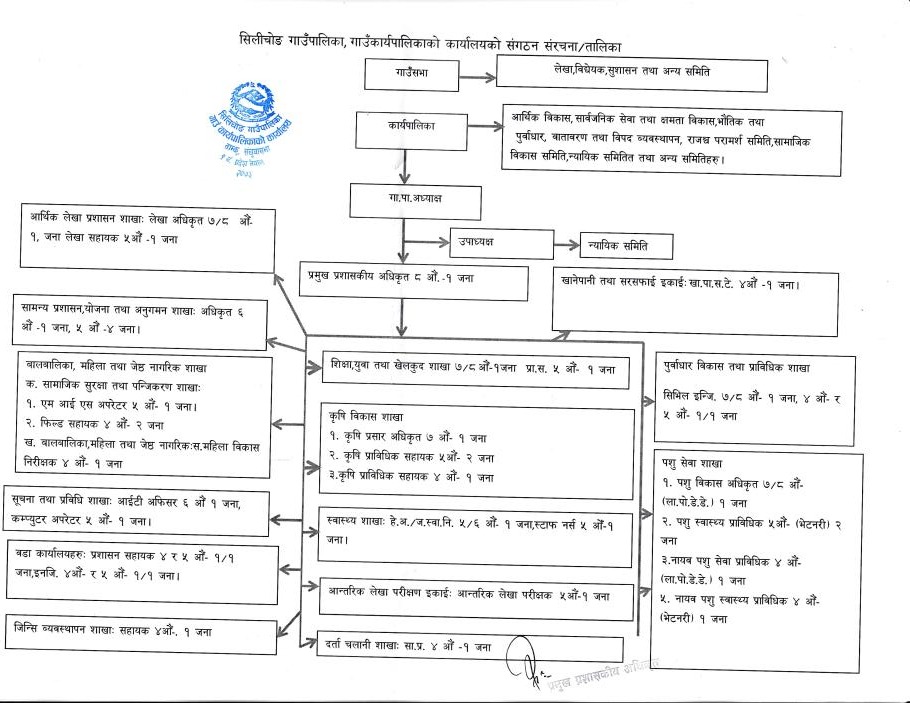 सिलीचोङ गाउँपालिका, गाउँकार्यपालिकाको कार्यालयको संगठन संरचना/तालिका
गाउँसभा
लेखा,विधेयक,सुशासन तथा अन्य समिति
सिलीचोङ गाउँपालिका
गाउँ कार्यपालिकाको कार्यालय
कार्यपालिका
आर्थिक विकास,सार्वजनिक सेवा तथा क्षमता विकास,भौतिक तथा
पुर्वाधार, वातावरण तथा विपद व्यवस्थापन, राजश्व परामर्श समिति,सामाजिक
विकास समिति,न्यायिक समितित तथा अन्य समितिहरु।
गा.पा.अध्याक्ष
उपाध्यक्ष
न्यायिक समिति
आर्थिक लेखा प्रशासन शाखाः लेखा अधिकृत ७/८ औं-
१, जना लेखा सहायक ५औं -१ जना
प्रमुख प्रशासकीय अधिकृत ८ औं.-१ जना
खानेपानी तथा सरसफाई इकाईः खा.पा.स.टे. ४औं -१ जना।
सामन्य प्रशासन,योजना तथा अनुगमन शाखाः अधिकृत ६
औं -१ जना, ५ औं -४ जना।
बालबालिका, महिला तथा जेष्ठ नागरिक शाखा
क. सामाजिक सुरक्षा तथा पन्जिकरण शाखाः
१. एम आई एस अपरेटर ५ औं- १ जना।
२. फिल्ड सहायक ४ औं- २ जना
ख. बालबालिका,महिला तथा जेष्ठ नागरिकःस.महिला विकास
निरीक्षक ४ औं- १ जना
शिक्षा,युवा तथा खेलकुद शाखा ७/८औं-१जना प्रा.स. ५ औं- १ जना
पुर्वाधार विकास तथा प्राविधिक शाखा
सिभिल इन्जि. ७/८ औं- १ जना, ४ औं- र
५ औं- १/१ जना
कृषि विकास शाखा
१. कृषि प्रसार अधिकृत ७ औं- १ जना
२. कृषि प्राविधिक सहायक ५औं- २ जना
३.कृषि प्राविधिक सहायक ४ औं- १ जना
पशु सेवा शाखा
१. पशु विकास अधिकृत ७/८ औं-
(ला.पो.डे.डे.) १ जना
२. पशु स्वास्थ्य प्राविधिक ५औं- (भेटनरी) २
जना
३.नायव पशु सेवा प्राविधिक ४ औं-
(ला.पो.डे.डे.) १ जना
५. नायव पशु स्वास्थ्य प्राविधिक ४ औं-
(भेटनरी) १ जना
सूचना तथा प्रविधि शाखाः आईटी अफिसर ६ औं १ जना,
कम्प्युटर अपरेटर ५ औं- १ जना।
स्वास्थ्य शाखाः हे.अ./ज.स्वा.नि. ५/६ औं- १ जना,स्टाफ नर्स ५ औं-१
जना।
वडा कार्यालयहरुः प्रशासन सहायक ४ र ५ औं- १/१
जना,इनजि. ४औं- र ५ औं- १/१ जना।
आन्तरिक लेखा परीक्षण इकाईः आन्तरिक लेखा परीक्षक ५औं-१ जना
जिन्सि व्यवस्थापन शाखाः सहायक ४औं-. १ जना
दर्ता चलानी शाखाः सा.प्र. ४ औं -१ जना
प्रमुख प्रशासकीय अधिकृत